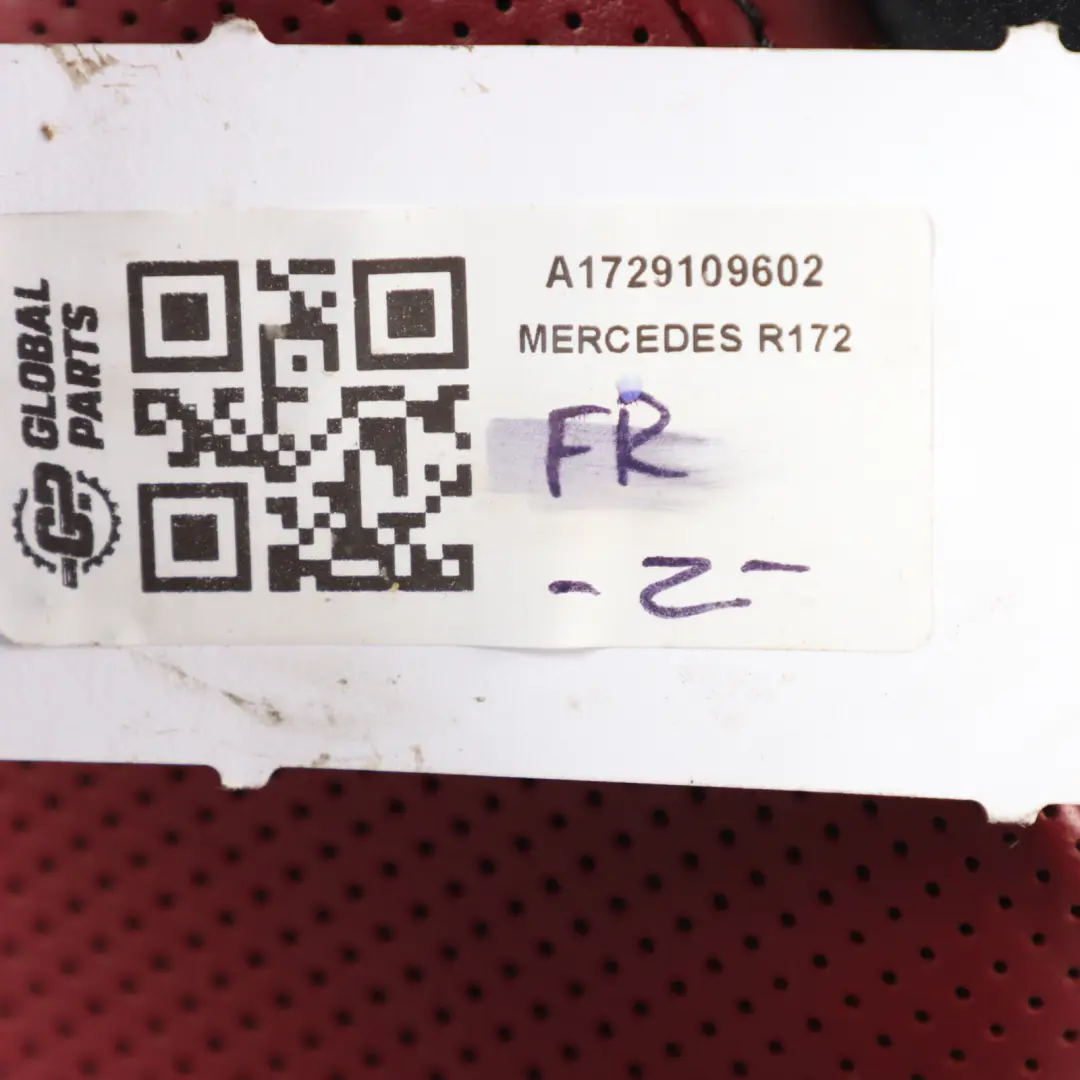 GLOBAL
PARTS
A1729109602
MERCEDES R172
FR
-2-